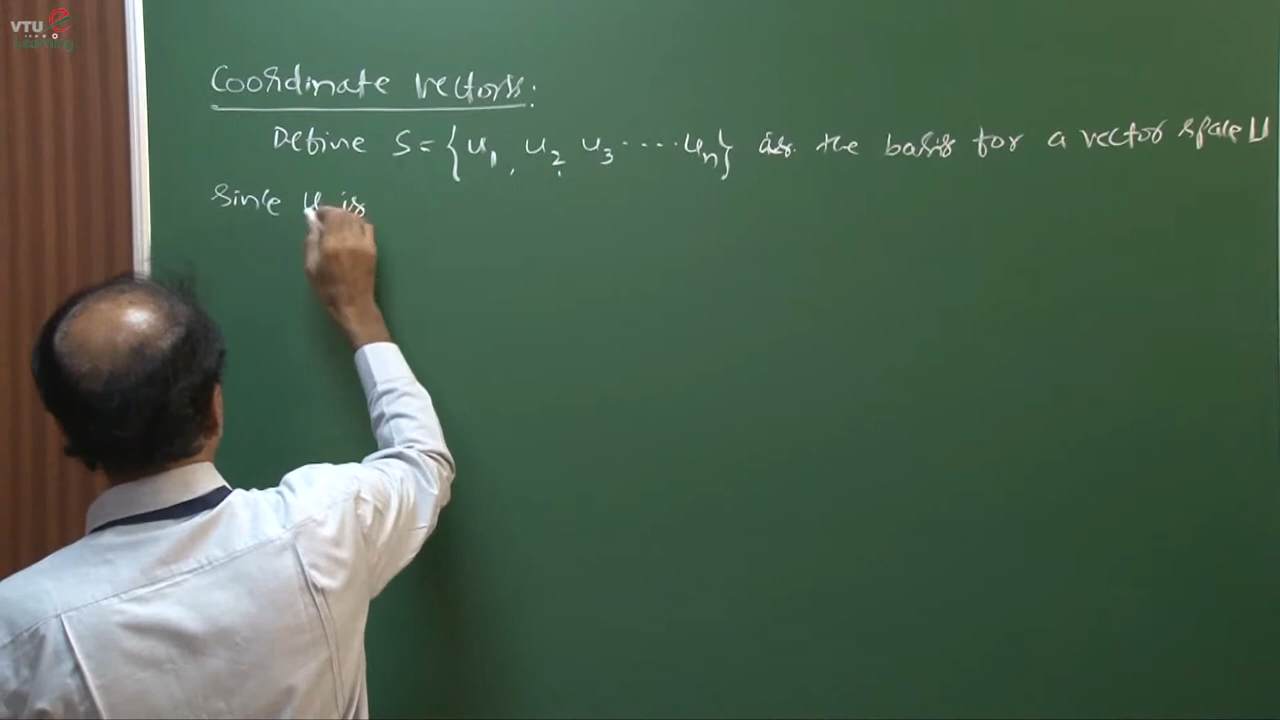 VTU e
Learning
Coordinate vectors:
Define S = {u₁, u₂, u₃ ···· uₙ} as the basis for a vector space U
Since U is